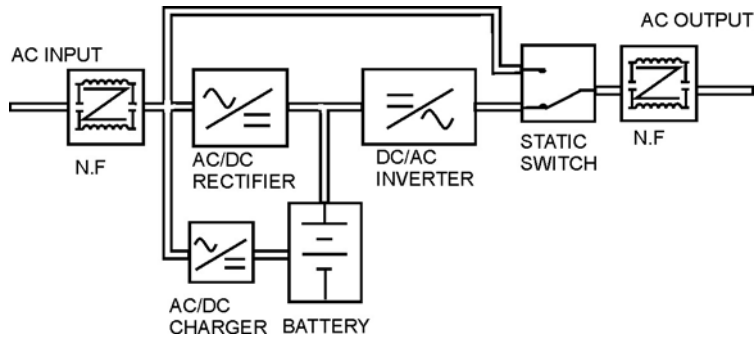 AC INPUT
AC OUTPUT
N.F
AC/DC
RECTIFIER
DC/AC
INVERTER
STATIC
SWITCH
N.F
AC/DC
CHARGER
BATTERY